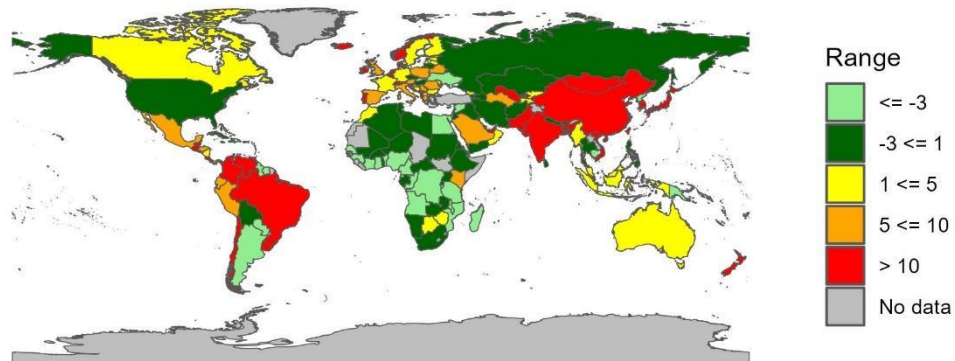 Range
<= -3
-3 <= 1
1 <= 5
5 <= 10
> 10
No data